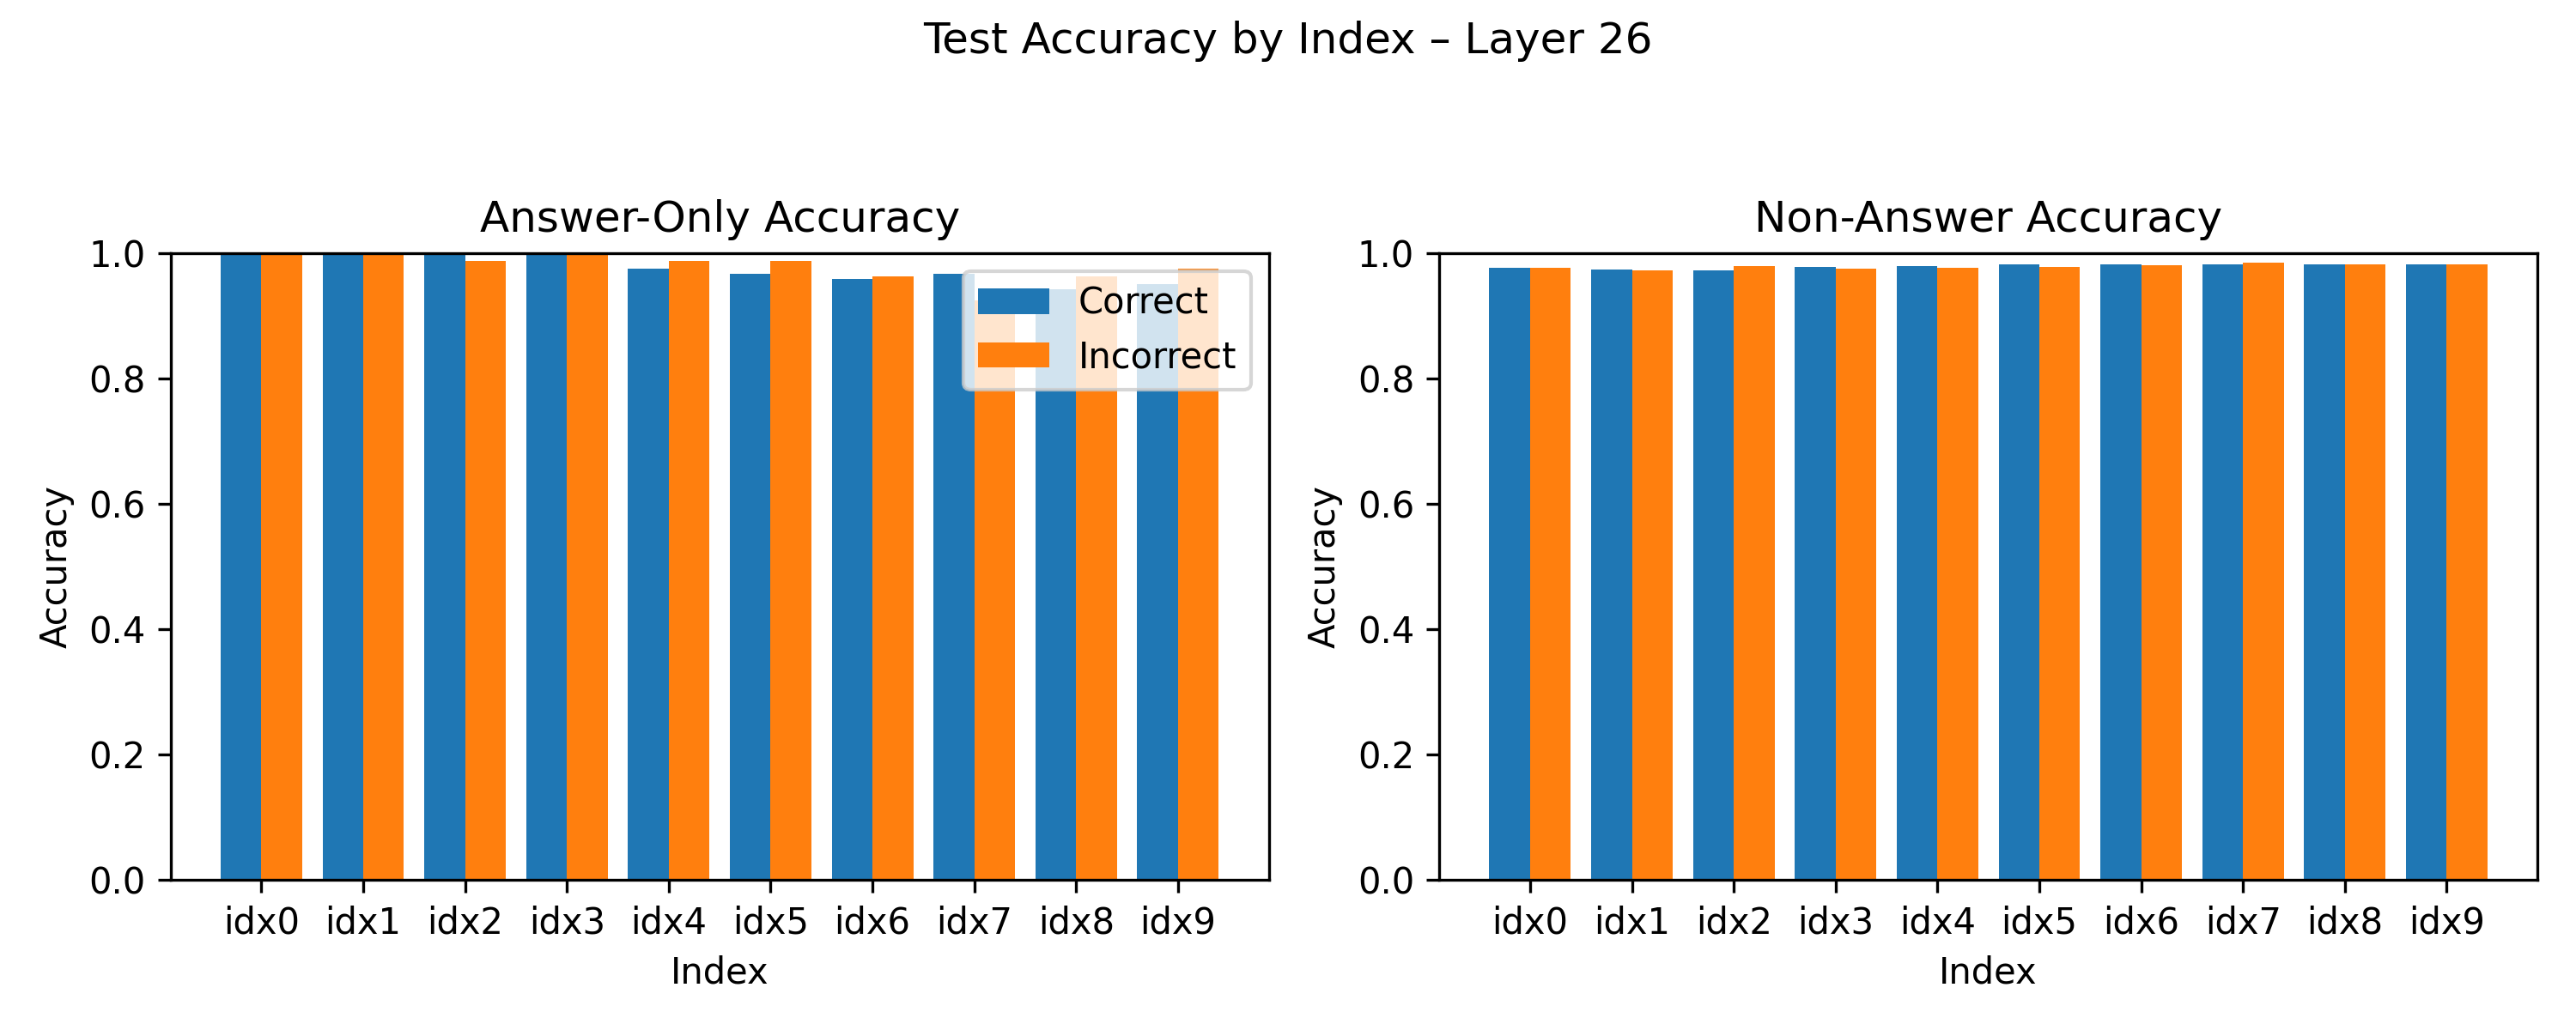 Test Accuracy by Index – Layer 26
Answer-Only Accuracy
1.0
0.8
0.6
0.4
0.2
0.0
Accuracy
Correct
Incorrect
idx0 idx1 idx2 idx3 idx4 idx5 idx6 idx7 idx8 idx9
Index
Non-Answer Accuracy
1.0
0.8
0.6
0.4
0.2
0.0
Accuracy
idx0 idx1 idx2 idx3 idx4 idx5 idx6 idx7 idx8 idx9
Index